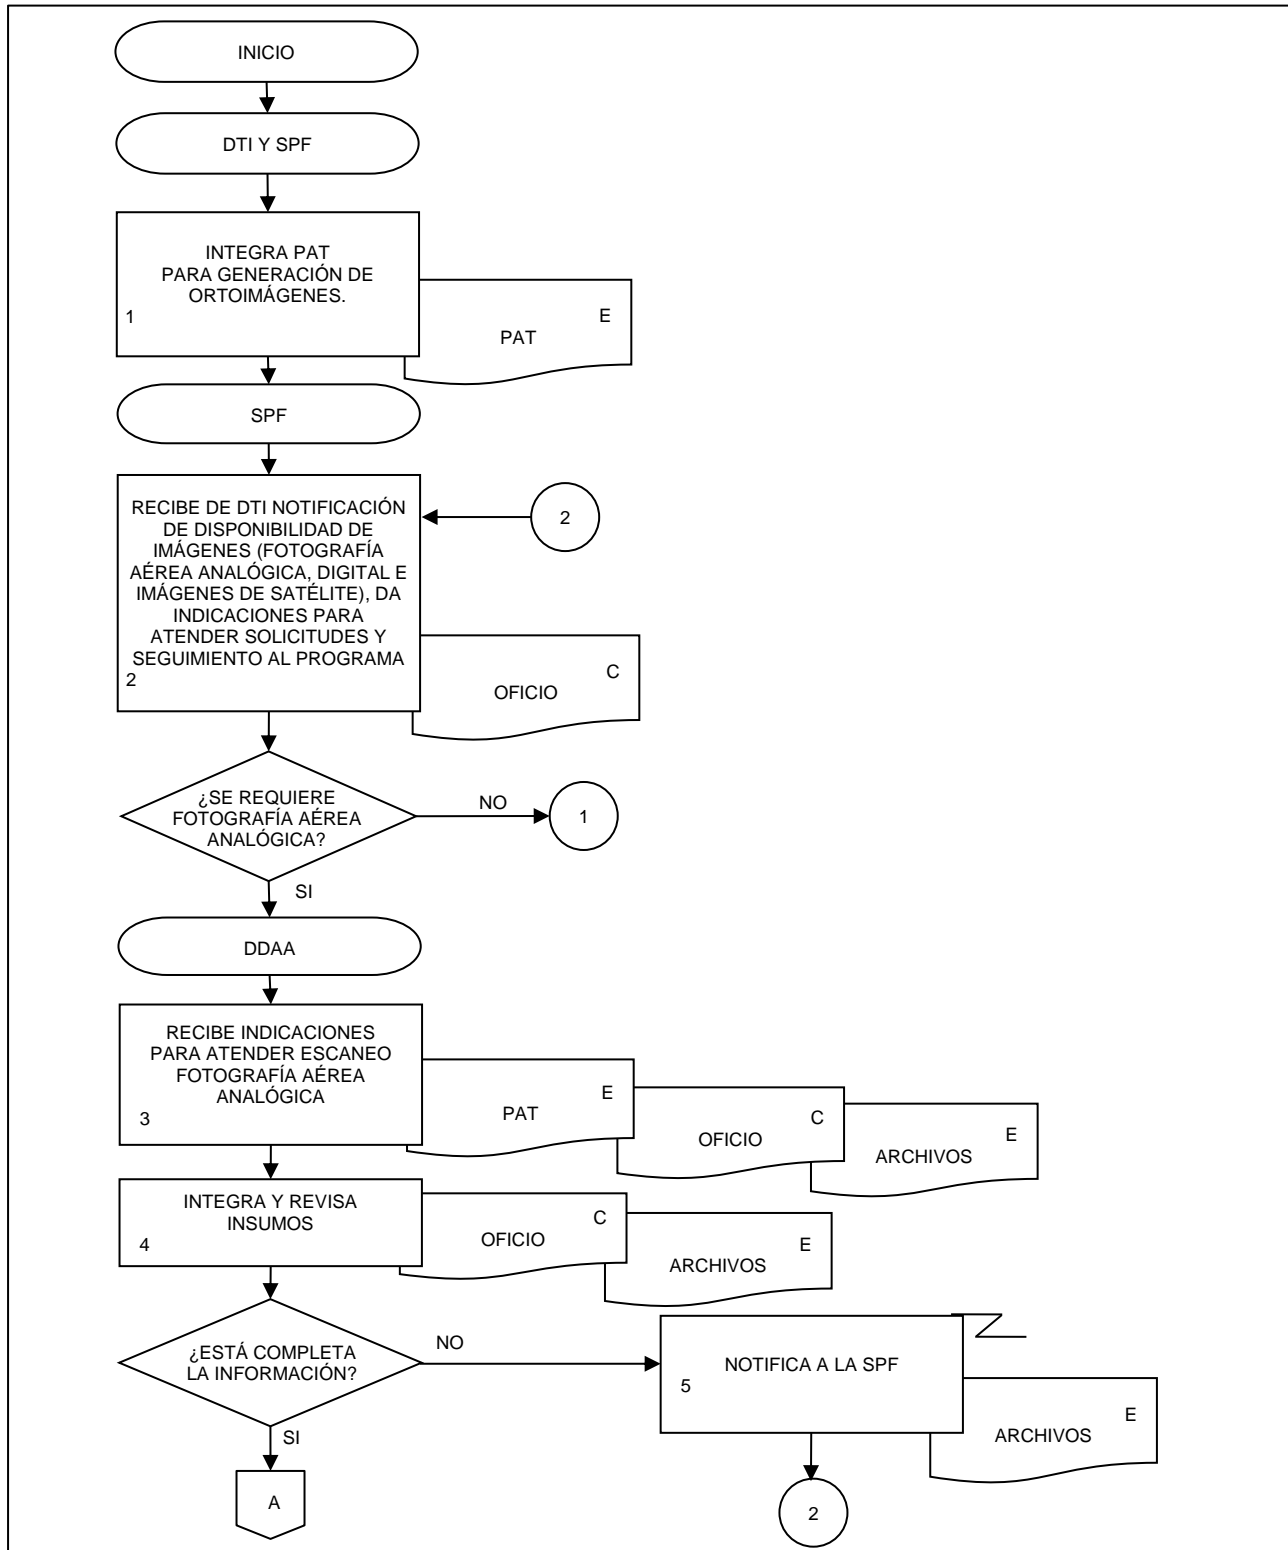 INICIO
DTI Y SPF
INTEGRA PAT
PARA GENERACIÓN DE
ORTOIMÁGENES.
1
E
PAT
SPF
RECIBE DE DTI NOTIFICACIÓN
DE DISPONIBILIDAD DE
IMÁGENES (FOTOGRAFÍA
AÉREA ANALÓGICA, DIGITAL E
IMÁGENES DE SATÉLITE), DA
INDICACIONES PARA
ATENDER SOLICITUDES Y
SEGUIMIENTO AL PROGRAMA
2
2
C
OFICIO
¿SE REQUIERE
FOTOGRAFÍA AÉREA
ANALÓGICA?
NO
1
SI
DDAA
RECIBE INDICACIONES
PARA ATENDER ESCANEO
FOTOGRAFÍA AÉREA
ANALÓGICA
3
E
PAT
C
OFICIO
E
ARCHIVOS
INTEGRA Y REVISA
INSUMOS
4
C
OFICIO
E
ARCHIVOS
¿ESTÁ COMPLETA
LA INFORMACIÓN?
NO
NOTIFICA A LA SPF
5
E
ARCHIVOS
SI
A
2